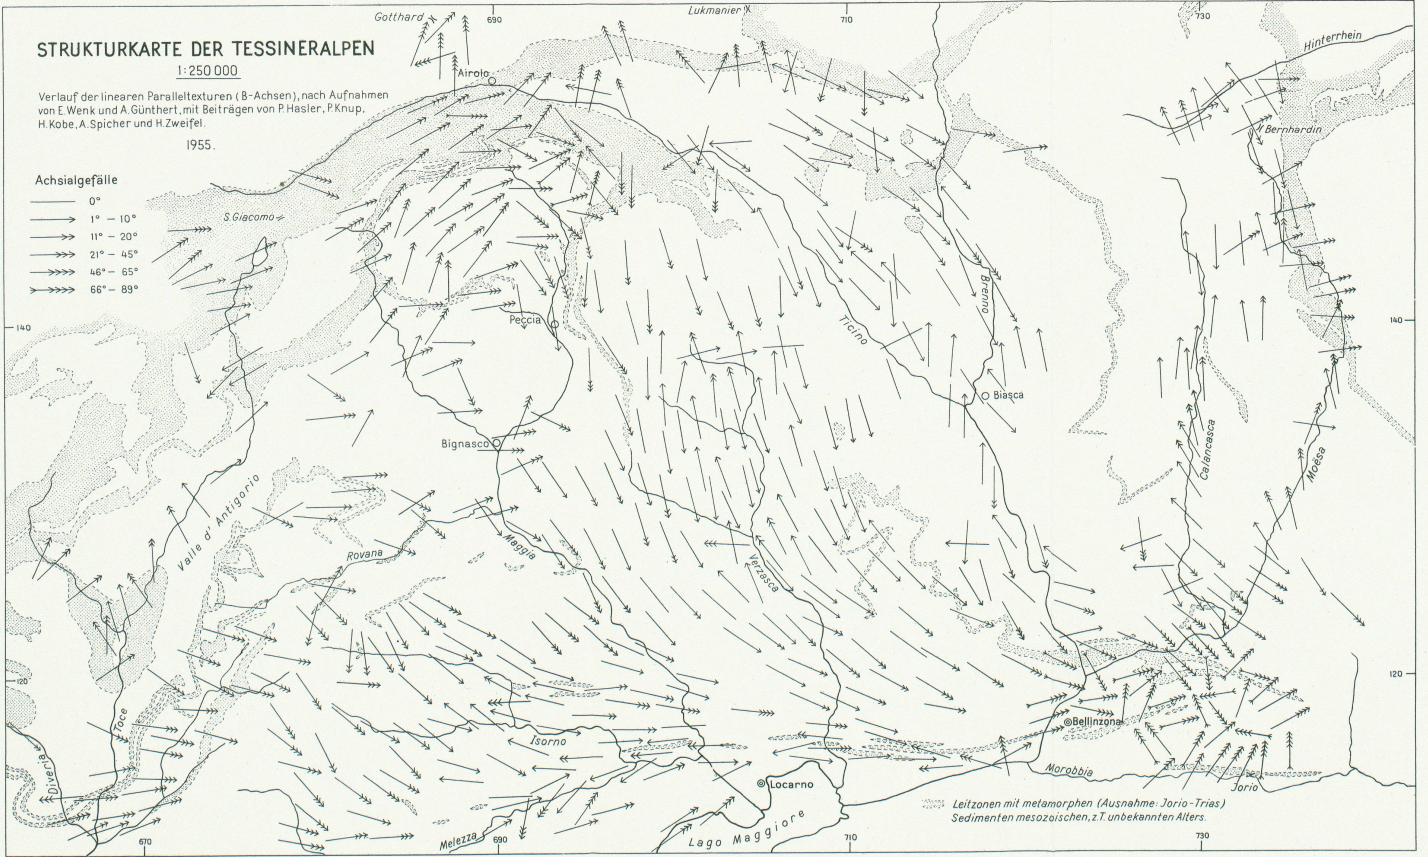 Gotthard
690
Lukmanier
710
730
Hinterrhein
STRUKTURKARTE DER TESSINERALPEN
1:250 000
Airolo
Verlauf der linearen Paralleltexturen (B-Achsen), nach Aufnahmen
von E.Wenk und A.Günthert, mit Beiträgen von P. Hasler, P. Knup,
H. Kobe, A. Spicher und H. Zweifel.
1955.
Bernhardin
Achsialgefälle
0°
1° – 10°
11° – 20°
21° – 45°
46° – 65°
66° – 89°
S. Giacomo
Peccia
Brenno
Ticino
140
140
Biasca
Bignasco
Calancasca
Moësa
Valle d'Antigorio
Rovana
Maggia
Verzasca
120
120
Toce
Isorno
Bellinzona
Diveria
Locarno
Morobbia
Jorio
Melezza
Lago Maggiore
Leitzonen mit metamorphen (Ausnahme: Jorio-Trias)
Sedimenten mesozoischen, z.T. unbekannten Alters.
670
690
710
730